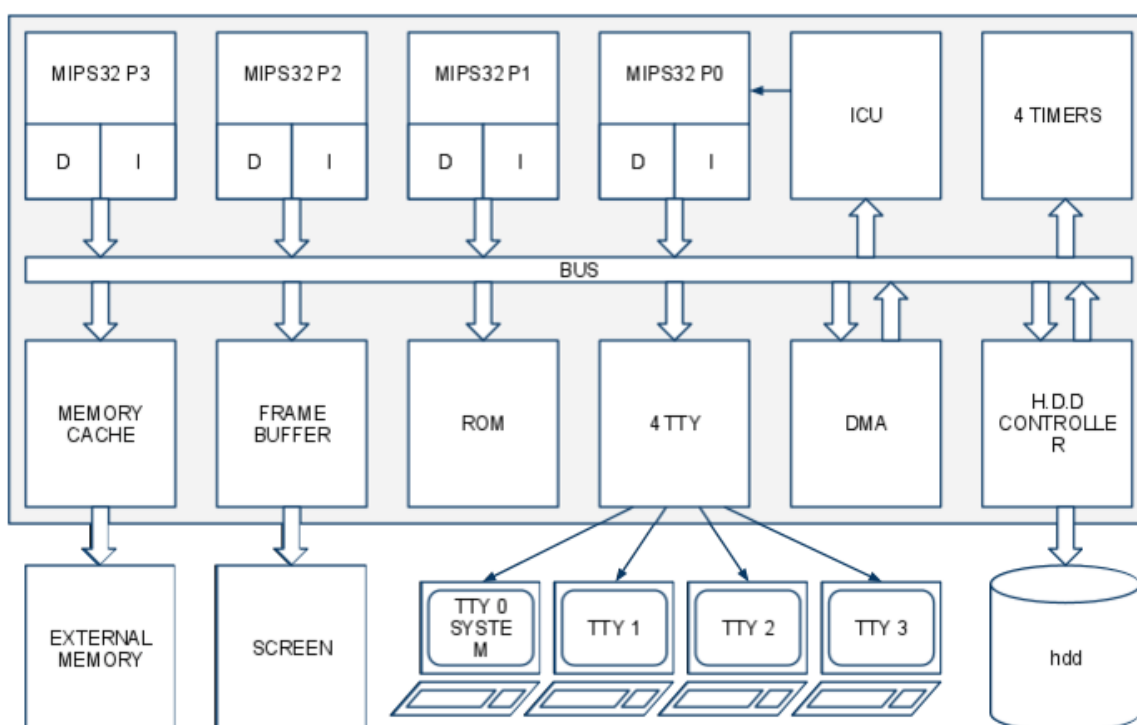 MIPS32 P3
MIPS32 P2
MIPS32 P1
MIPS32 P0
ICU
4 TIMERS
D
I
D
I
D
I
D
I
BUS
MEMORY
CACHE
FRAME
BUFFER
ROM
4 TTY
DMA
H.D.D
CONTROLLE
R
EXTERNAL
MEMORY
SCREEN
TTY 0
SYSTE
M
TTY 1
TTY 2
TTY 3
hdd